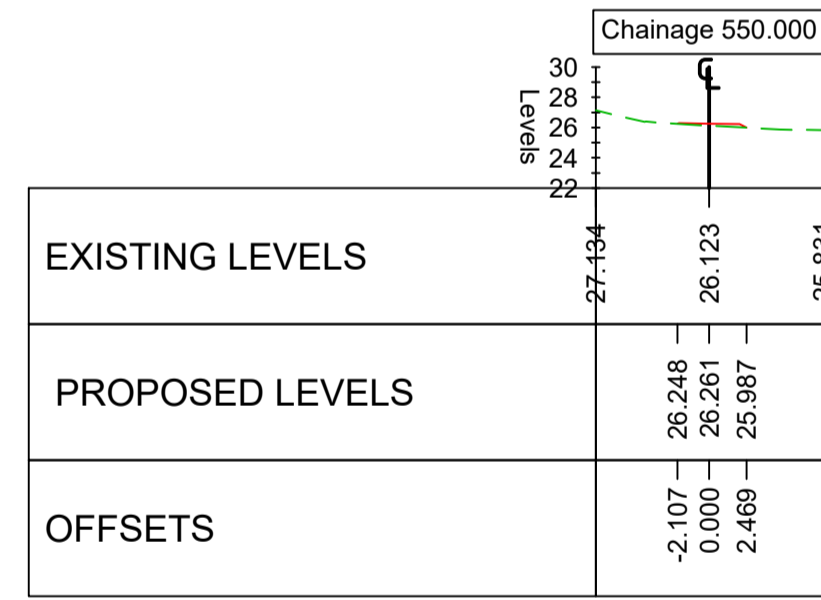 Chainage 550.000
30
28
26
24
22
Levels
℄
EXISTING LEVELS
27.134
26.123
PROPOSED LEVELS
26.248
26.261
25.987
OFFSETS
-2.107
0.000
2.469